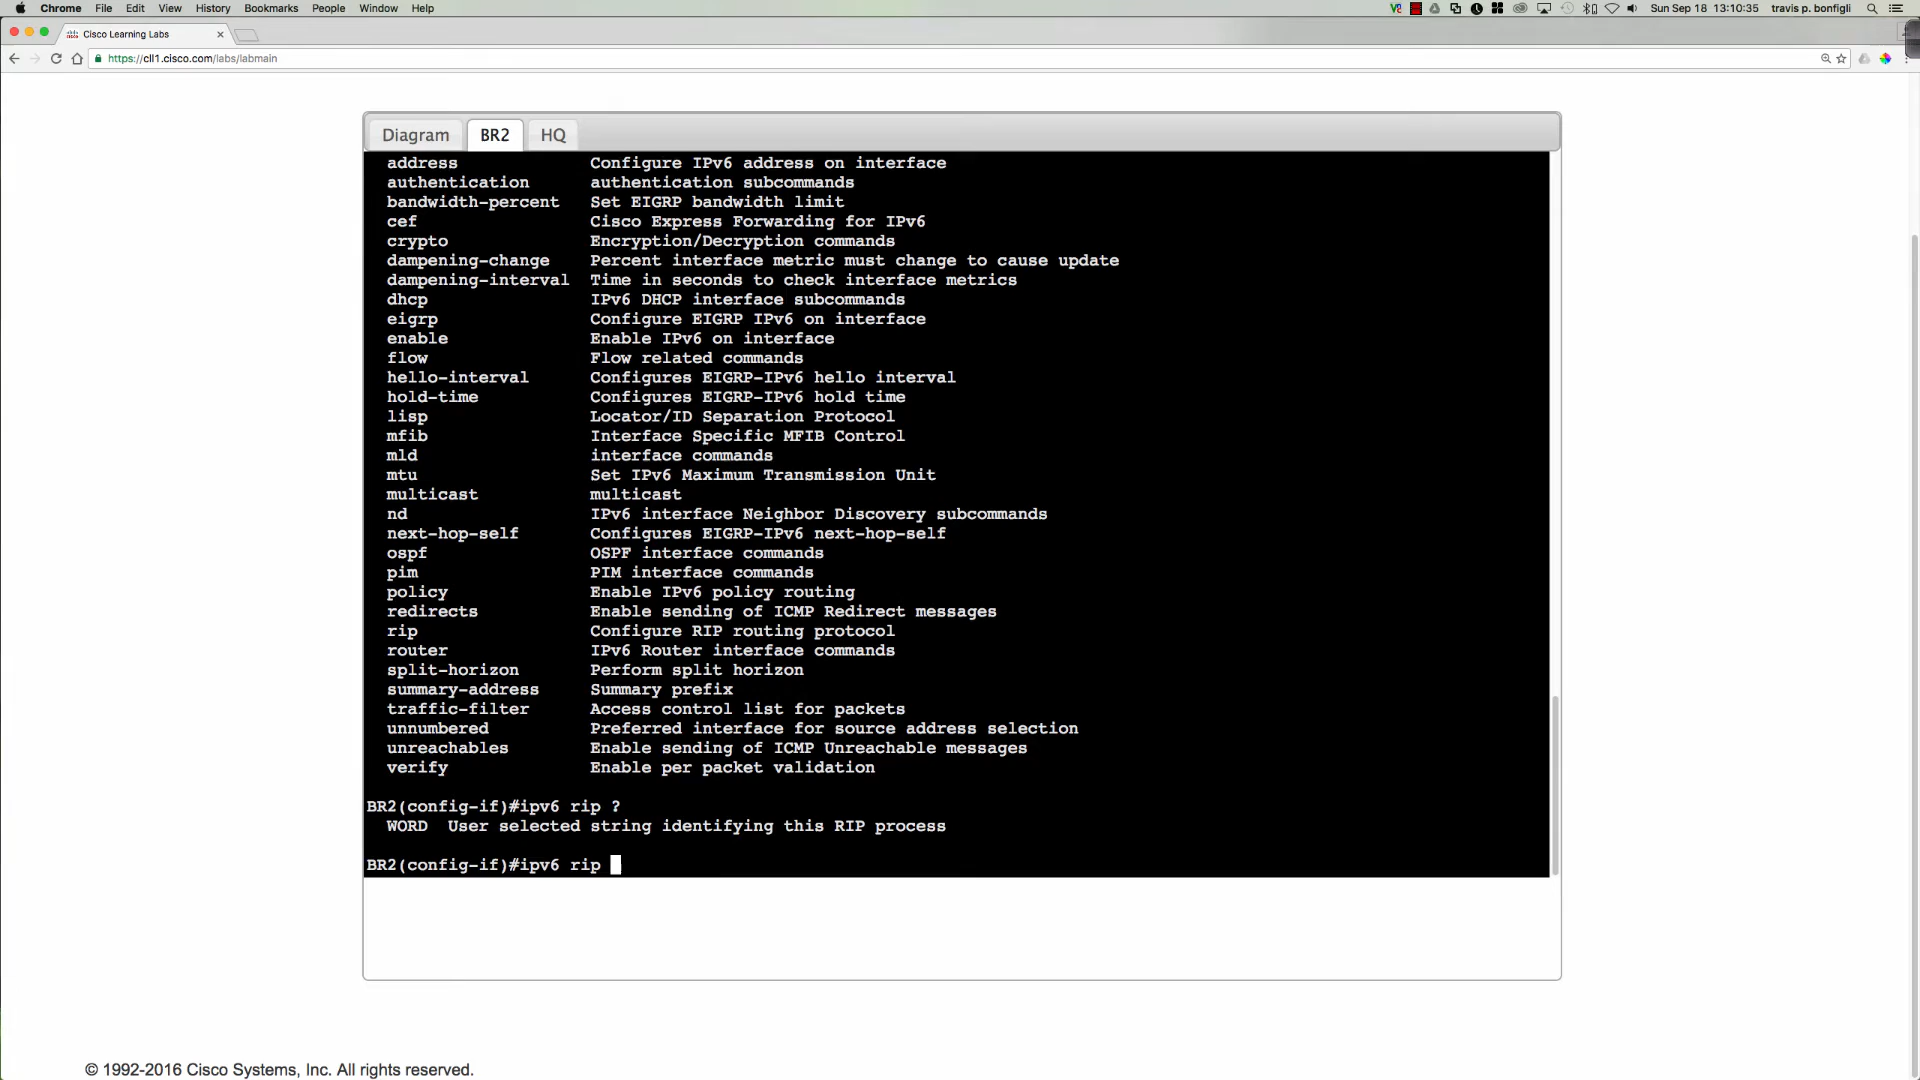 Chrome File Edit View History Bookmarks People Window Help Sun Sep 18 13:10:35 travis p. bonfigli
Cisco Learning Labs
https://cll1.cisco.com/labs/labmain
Diagram BR2 HQ
address Configure IPv6 address on interface
authentication authentication subcommands
bandwidth-percent Set EIGRP bandwidth limit
cef Cisco Express Forwarding for IPv6
crypto Encryption/Decryption commands
dampening-change Percent interface metric must change to cause update
dampening-interval Time in seconds to check interface metrics
dhcp IPv6 DHCP interface subcommands
eigrp Configure EIGRP IPv6 on interface
enable Enable IPv6 on interface
flow Flow related commands
hello-interval Configures EIGRP-IPv6 hello interval
hold-time Configures EIGRP-IPv6 hold time
lisp Locator/ID Separation Protocol
mfib Interface Specific MFIB Control
mld interface commands
mtu Set IPv6 Maximum Transmission Unit
multicast multicast
nd IPv6 interface Neighbor Discovery subcommands
next-hop-self Configures EIGRP-IPv6 next-hop-self
ospf OSPF interface commands
pim PIM interface commands
policy Enable IPv6 policy routing
redirects Enable sending of ICMP Redirect messages
rip Configure RIP routing protocol
router IPv6 Router interface commands
split-horizon Perform split horizon
summary-address Summary prefix
traffic-filter Access control list for packets
unnumbered Preferred interface for source address selection
unreachables Enable sending of ICMP Unreachable messages
verify Enable per packet validation
BR2(config-if)#ipv6 rip ?
WORD User selected string identifying this RIP process
BR2(config-if)#ipv6 rip
© 1992-2016 Cisco Systems, Inc. All rights reserved.